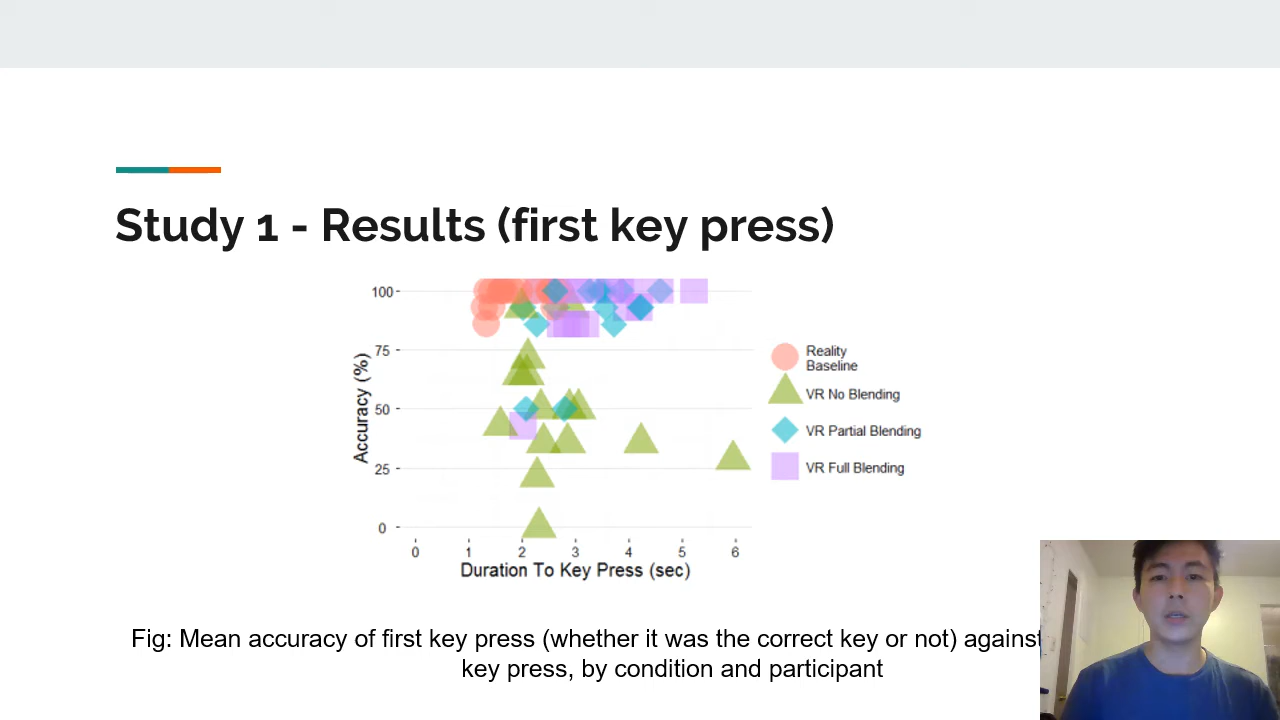 Study 1 - Results (first key press)
100
75
50
25
0
Accuracy (%)
0 1 2 3 4 5 6
Duration To Key Press (sec)
Reality
Baseline
VR No Blending
VR Partial Blending
VR Full Blending
Fig: Mean accuracy of first key press (whether it was the correct key or not) against
key press, by condition and participant